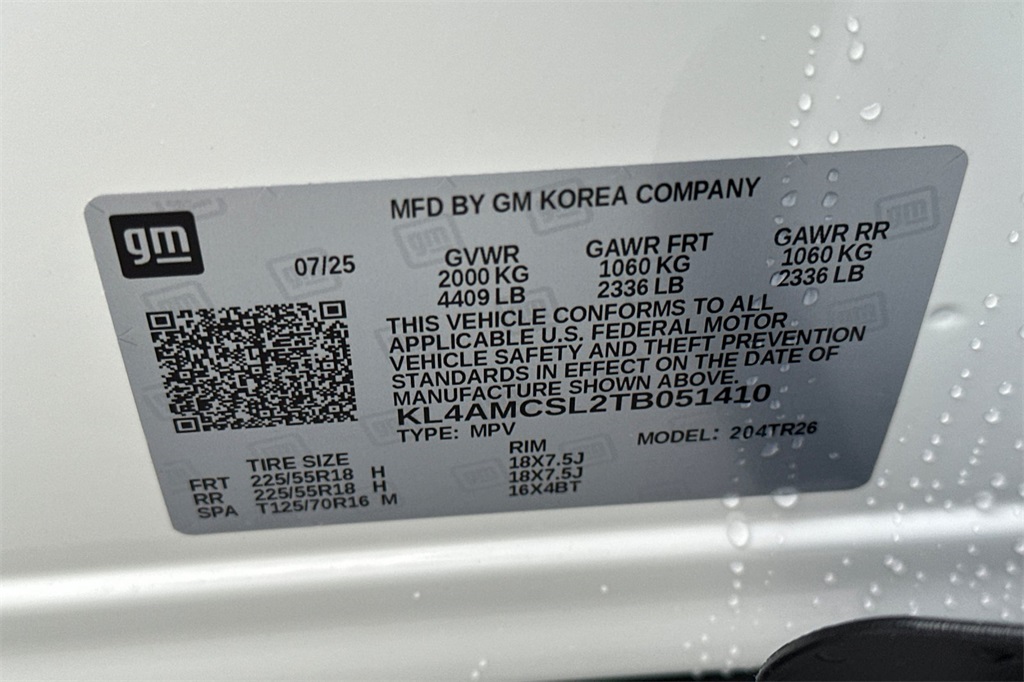 gm
MFD BY GM KOREA COMPANY
07/25
GVWR GAWR FRT GAWR RR
2000 KG 1060 KG 1060 KG
4409 LB 2336 LB 2336 LB
THIS VEHICLE CONFORMS TO ALL
APPLICABLE U.S. FEDERAL MOTOR
VEHICLE SAFETY AND THEFT PREVENTION
STANDARDS IN EFFECT ON THE DATE OF
MANUFACTURE SHOWN ABOVE.
KL4AMCSL2TB051410
TYPE: MPV MODEL: 204TR26
TIRE SIZE RIM
FRT 225/55R18 H 18X7.5J
RR 225/55R18 H 18X7.5J
SPA T125/70R16 M 16X4BT